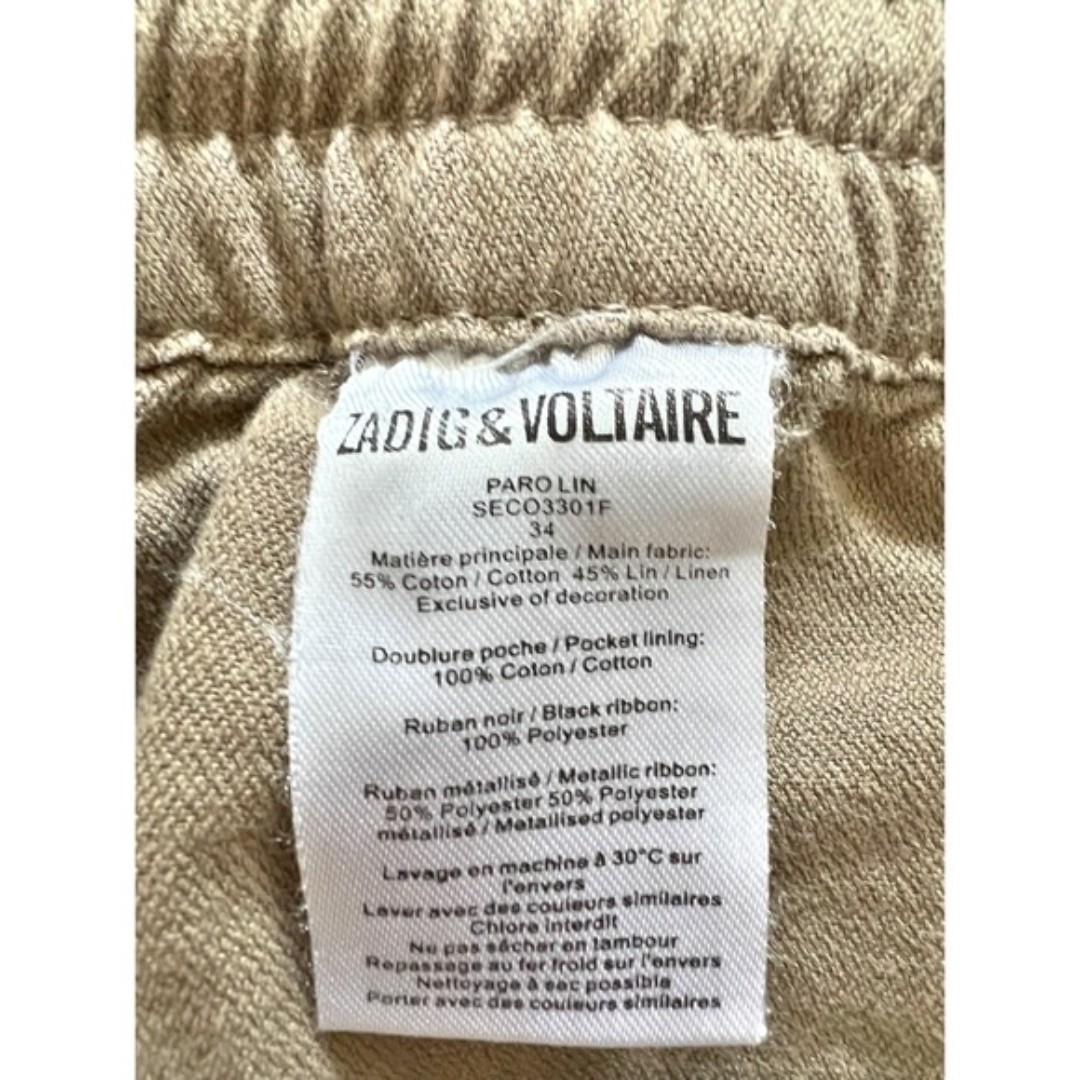 ZADIG & VOLTAIRE
PARO LIN
SECO3301F
34
Matière principale / Main fabric:
55% Coton / Cotton 45% Lin / Linen
Exclusive of decoration
Doublure poche / Pocket lining:
100% Coton / Cotton
Ruban noir / Black ribbon:
100% Polyester
Ruban métallisé / Metallic ribbon:
50% Polyester 50% Polyester
métallisé / Metallised polyester
Lavage en machine à 30°C sur
l'envers
Laver avec des couleurs similaires
Chlore interdit
Ne pas sécher en tambour
Repassage au fer froid sur l'envers
Nettoyage à sec possible
Porter avec des couleurs similaires